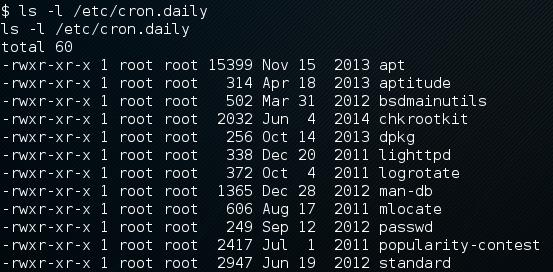 $ ls -l /etc/cron.daily
ls -l /etc/cron.daily
total 60
-rwxr-xr-x 1 root root 15399 Nov 15  2013 apt
-rwxr-xr-x 1 root root   314 Apr 18  2013 aptitude
-rwxr-xr-x 1 root root   502 Mar 31  2012 bsdmainutils
-rwxr-xr-x 1 root root  2032 Jun  4  2014 chkrootkit
-rwxr-xr-x 1 root root   256 Oct 14  2013 dpkg
-rwxr-xr-x 1 root root   338 Dec 20  2011 lighttpd
-rwxr-xr-x 1 root root   372 Oct  4  2011 logrotate
-rwxr-xr-x 1 root root  1365 Dec 28  2012 man-db
-rwxr-xr-x 1 root root   606 Aug 17  2011 mlocate
-rwxr-xr-x 1 root root   249 Sep 12  2012 passwd
-rwxr-xr-x 1 root root  2417 Jul  1  2011 popularity-contest
-rwxr-xr-x 1 root root  2947 Jun 19  2012 standard